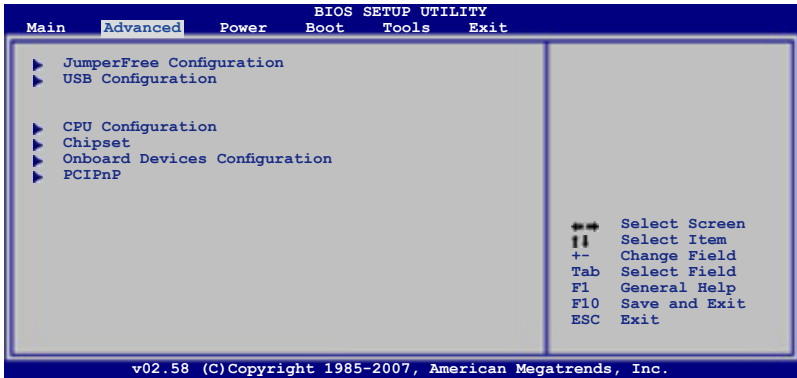 BIOS SETUP UTILITY
Main Advanced Power Boot Tools Exit
JumperFree Configuration
USB Configuration
CPU Configuration
Chipset
Onboard Devices Configuration
PCIPnP
←→ Select Screen
↑↓ Select Item
+- Change Field
Tab Select Field
F1 General Help
F10 Save and Exit
ESC Exit
v02.58 (C)Copyright 1985-2007, American Megatrends, Inc.